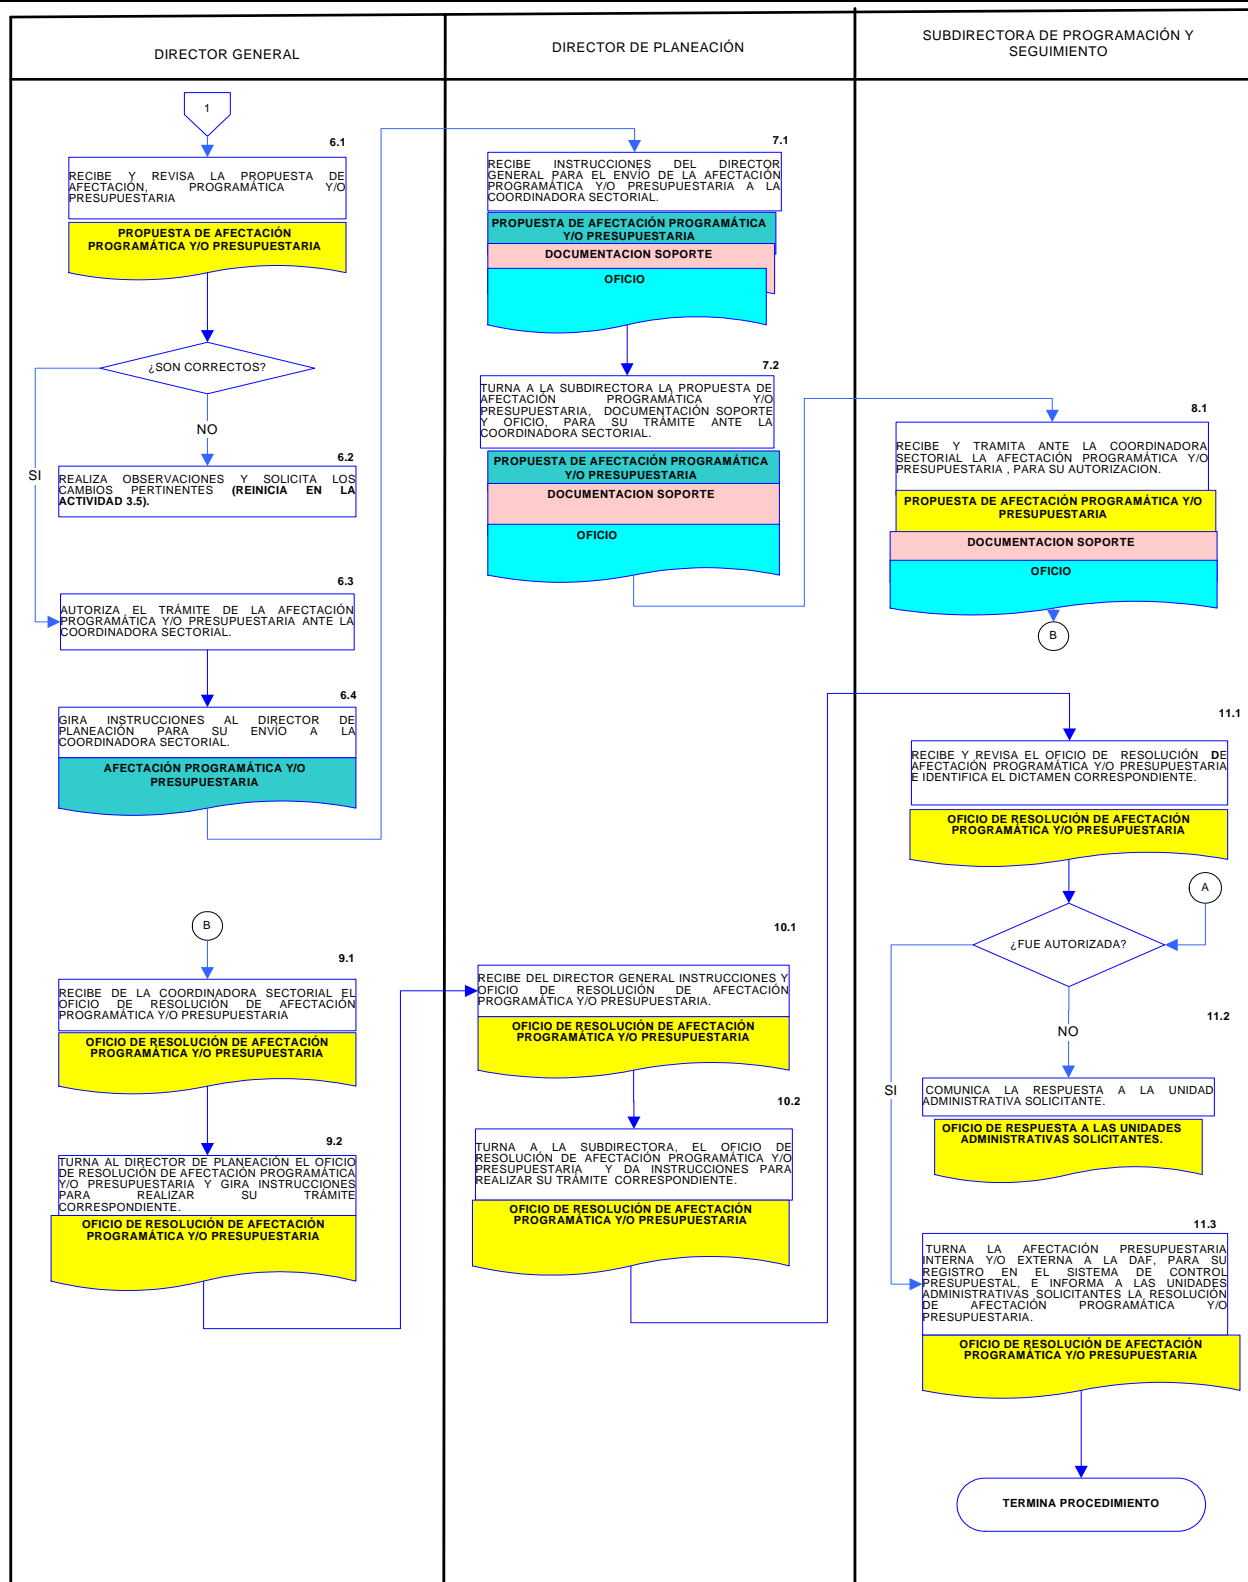 DIRECTOR GENERAL
DIRECTOR DE PLANEACIÓN
SUBDIRECTORA DE PROGRAMACIÓN Y
SEGUIMIENTO
1
6.1
RECIBE Y REVISA LA PROPUESTA DE
AFECTACIÓN, PROGRAMÁTICA Y/O
PRESUPUESTARIA
PROPUESTA DE AFECTACIÓN
PROGRAMÁTICA Y/O PRESUPUESTARIA
¿SON CORRECTOS?
NO
SI
6.2
REALIZA OBSERVACIONES Y SOLICITA LOS
CAMBIOS PERTINENTES (REINICIA EN LA
ACTIVIDAD 3.5).
6.3
AUTORIZA EL TRÁMITE DE LA AFECTACIÓN
PROGRAMÁTICA Y/O PRESUPUESTARIA ANTE LA
COORDINADORA SECTORIAL.
6.4
GIRA INSTRUCCIONES AL DIRECTOR DE
PLANEACIÓN PARA SU ENVÍO A LA
COORDINADORA SECTORIAL.
AFECTACIÓN PROGRAMÁTICA Y/O
PRESUPUESTARIA
7.1
RECIBE INSTRUCCIONES DEL DIRECTOR
GENERAL PARA EL ENVÍO DE LA AFECTACIÓN
PROGRAMÁTICA Y/O PRESUPUESTARIA A LA
COORDINADORA SECTORIAL.
PROPUESTA DE AFECTACIÓN PROGRAMÁTICA
Y/O PRESUPUESTARIA
DOCUMENTACION SOPORTE
OFICIO
7.2
TURNA A LA SUBDIRECTORA LA PROPUESTA DE
AFECTACIÓN PROGRAMÁTICA Y/O
PRESUPUESTARIA, DOCUMENTACIÓN SOPORTE
Y OFICIO, PARA SU TRÁMITE ANTE LA
COORDINADORA SECTORIAL.
PROPUESTA DE AFECTACIÓN PROGRAMÁTICA
Y/O PRESUPUESTARIA
DOCUMENTACION SOPORTE
OFICIO
8.1
RECIBE Y TRAMITA ANTE LA COORDINADORA
SECTORIAL LA AFECTACIÓN PROGRAMÁTICA Y/O
PRESUPUESTARIA , PARA SU AUTORIZACION.
PROPUESTA DE AFECTACIÓN PROGRAMÁTICA Y/O
PRESUPUESTARIA
DOCUMENTACION SOPORTE
OFICIO
B
B
9.1
RECIBE DE LA COORDINADORA SECTORIAL EL
OFICIO DE RESOLUCIÓN DE AFECTACIÓN
PROGRAMÁTICA Y/O PRESUPUESTARIA
OFICIO DE RESOLUCIÓN DE AFECTACIÓN
PROGRAMÁTICA Y/O PRESUPUESTARIA
9.2
TURNA AL DIRECTOR DE PLANEACIÓN EL OFICIO
DE RESOLUCIÓN DE AFECTACIÓN PROGRAMÁTICA
Y/O PRESUPUESTARIA Y GIRA INSTRUCCIONES
PARA REALIZAR SU TRÁMITE
CORRESPONDIENTE.
OFICIO DE RESOLUCIÓN DE AFECTACIÓN
PROGRAMÁTICA Y/O PRESUPUESTARIA
10.1
RECIBE DEL DIRECTOR GENERAL INSTRUCCIONES Y
OFICIO DE RESOLUCIÓN DE AFECTACIÓN
PROGRAMÁTICA Y/O PRESUPUESTARIA.
OFICIO DE RESOLUCIÓN DE AFECTACIÓN
PROGRAMÁTICA Y/O PRESUPUESTARIA
10.2
TURNA A LA SUBDIRECTORA, EL OFICIO DE
RESOLUCIÓN DE AFECTACIÓN PROGRAMÁTICA Y/O
PRESUPUESTARIA Y DA INSTRUCCIONES PARA
REALIZAR SU TRÁMITE CORRESPONDIENTE.
OFICIO DE RESOLUCIÓN DE AFECTACIÓN
PROGRAMÁTICA Y/O PRESUPUESTARIA
11.1
RECIBE Y REVISA EL OFICIO DE RESOLUCIÓN DE
AFECTACIÓN PROGRAMÁTICA Y/O PRESUPUESTARIA
E IDENTIFICA EL DICTAMEN CORRESPONDIENTE.
OFICIO DE RESOLUCIÓN DE AFECTACIÓN
PROGRAMÁTICA Y/O PRESUPUESTARIA
A
¿FUE AUTORIZADA?
NO
SI
11.2
COMUNICA LA RESPUESTA A LA UNIDAD
ADMINISTRATIVA SOLICITANTE.
OFICIO DE RESPUESTA A LAS UNIDADES
ADMINISTRATIVAS SOLICITANTES.
11.3
TURNA LA AFECTACIÓN PRESUPUESTARIA
INTERNA Y/O EXTERNA A LA DAF, PARA SU
REGISTRO EN EL SISTEMA DE CONTROL
PRESUPUESTAL, E INFORMA A LAS UNIDADES
ADMINISTRATIVAS SOLICITANTES LA RESOLUCIÓN
DE AFECTACIÓN PROGRAMÁTICA Y/O
PRESUPUESTARIA.
OFICIO DE RESOLUCIÓN DE AFECTACIÓN
PROGRAMÁTICA Y/O PRESUPUESTARIA
TERMINA PROCEDIMIENTO